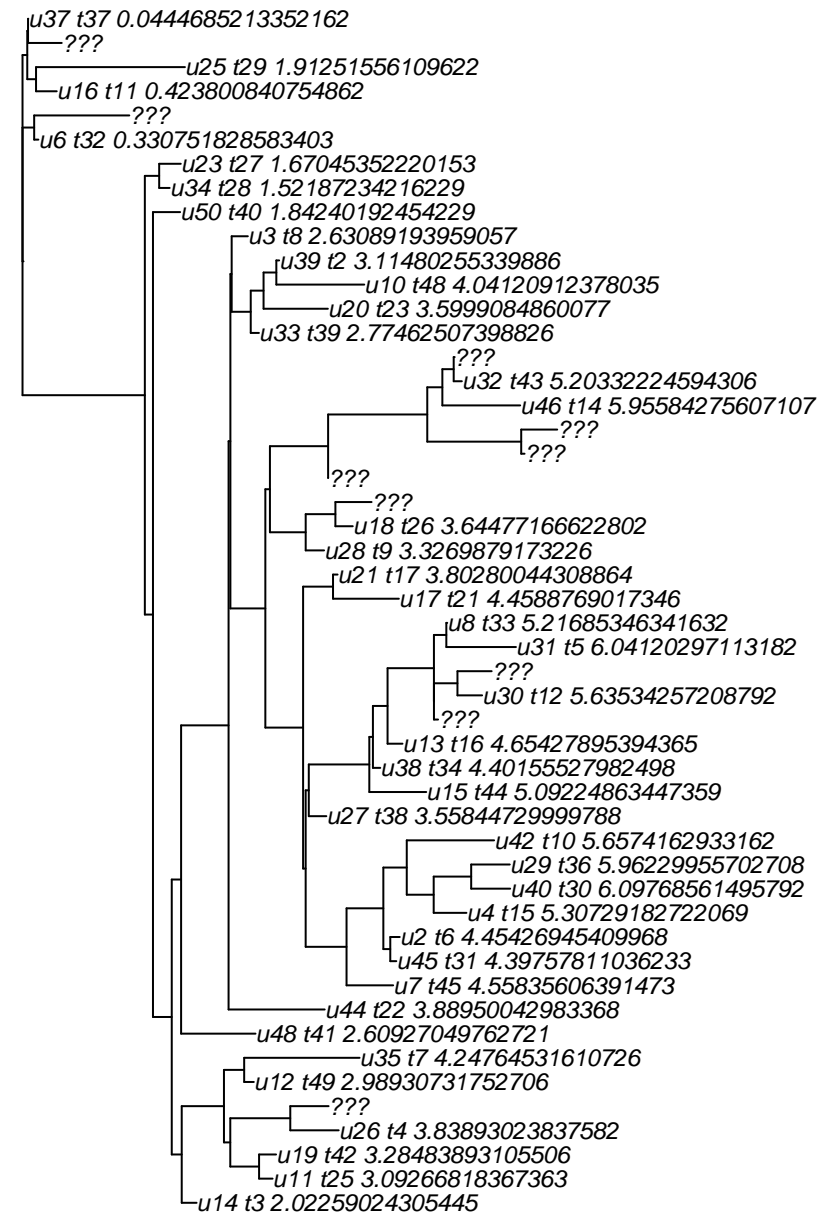 u37 t37 0.0444685213352162
???
u25 t29 1.91251556109622
u16 t11 0.423800840754862
???
u6 t32 0.330751828583403
u23 t27 1.67045352220153
u34 t28 1.52187234216229
u50 t40 1.84240192454229
u3 t8 2.63089193959057
u39 t2 3.11480255339886
u10 t48 4.04120912378035
u20 t23 3.5999084860077
u33 t39 2.77462507398826
???
u32 t43 5.20332224594306
u46 t14 5.95584275607107
???
???
???
???
u18 t26 3.64477166622802
u28 t9 3.3269879173226
u21 t17 3.80280044308864
u17 t21 4.4588769017346
u8 t33 5.21685346341632
u31 t5 6.04120297113182
???
u30 t12 5.63534257208792
???
u13 t16 4.65427895394365
u38 t34 4.40155527982498
u15 t44 5.09224863447359
u27 t38 3.55844729999788
u42 t10 5.6574162933162
u29 t36 5.96229955702708
u40 t30 6.09768561495792
u4 t15 5.30729182722069
u2 t6 4.45426945409968
u45 t31 4.39757811036233
u7 t45 4.55835606391473
u44 t22 3.88950042983368
u48 t41 2.60927049762721
u35 t7 4.24764531610726
u12 t49 2.98930731752706
???
u26 t4 3.83893023837582
u19 t42 3.28483893105506
u11 t25 3.09266818367363
u14 t3 2.02259024305445